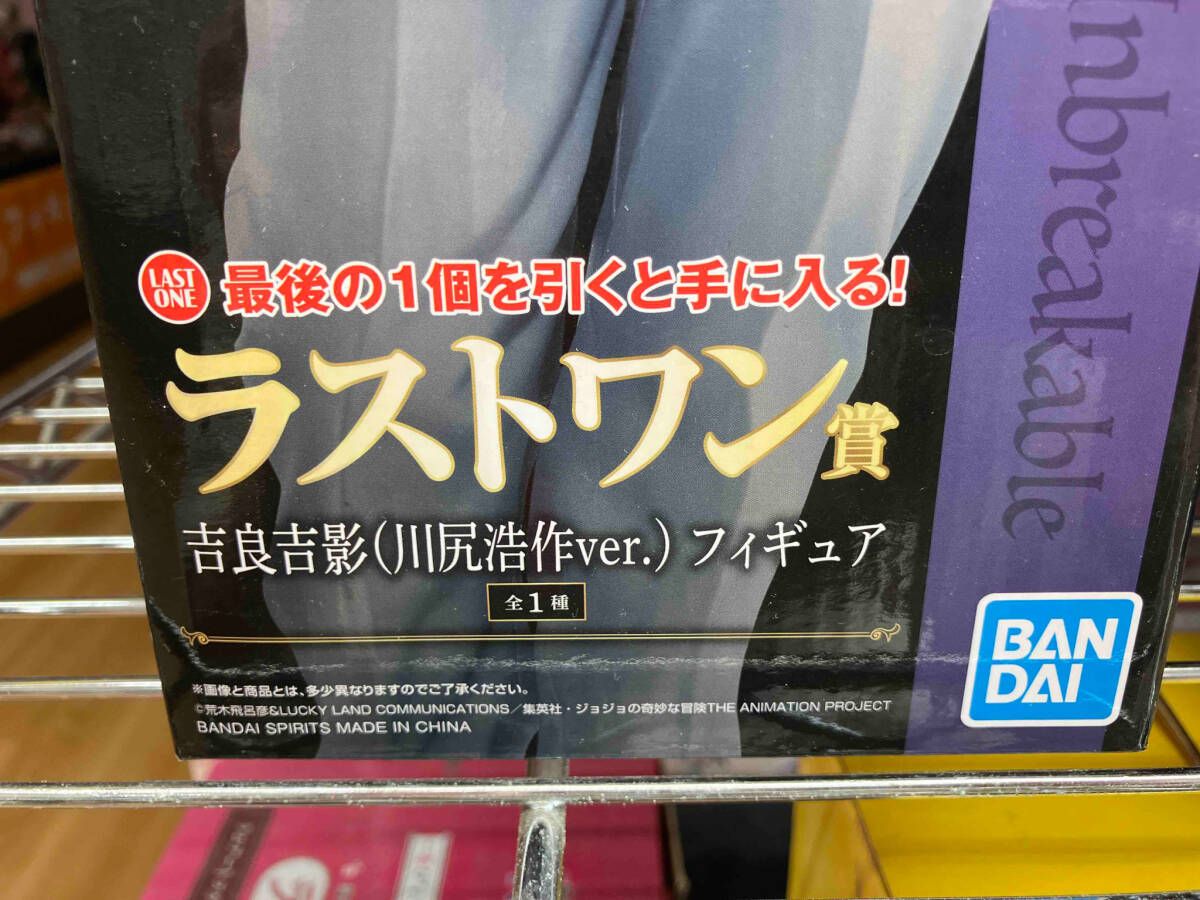 LAST
ONE
最後の1個を引くと手に入る!
ラストワン賞
吉良吉影(川尻浩作ver.) フィギュア
全1種
※画像と商品とは、多少異なりますのでご了承ください。
©荒木飛呂彦&LUCKY LAND COMMUNICATIONS/集英社・ジョジョの奇妙な冒険THE ANIMATION PROJECT
BANDAI SPIRITS MADE IN CHINA
nbreakable
BAN
DAI